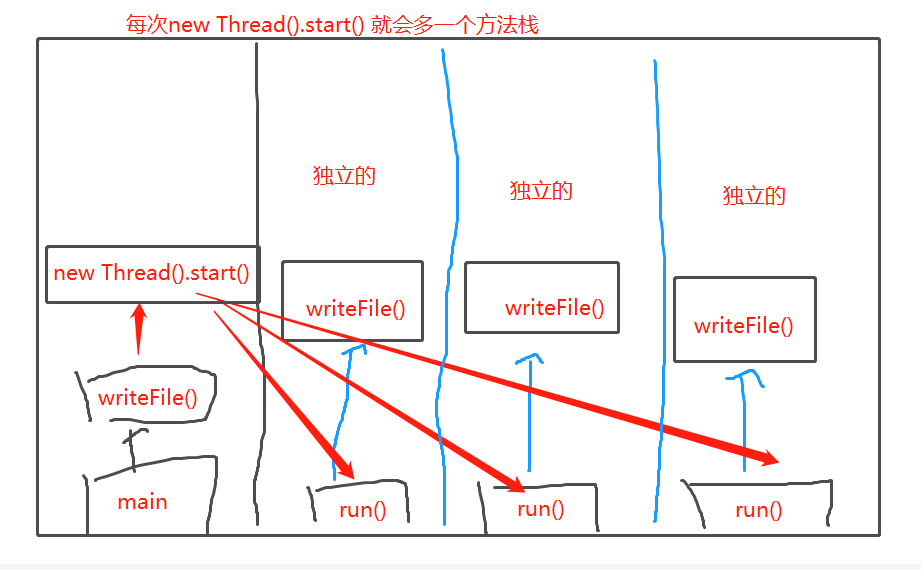 每次new Thread().start() 就会多一个方法栈
独立的
独立的
独立的
new Thread().start()
writeFile()
writeFile()
writeFile()
writeFile()
main
run()
run()
run()